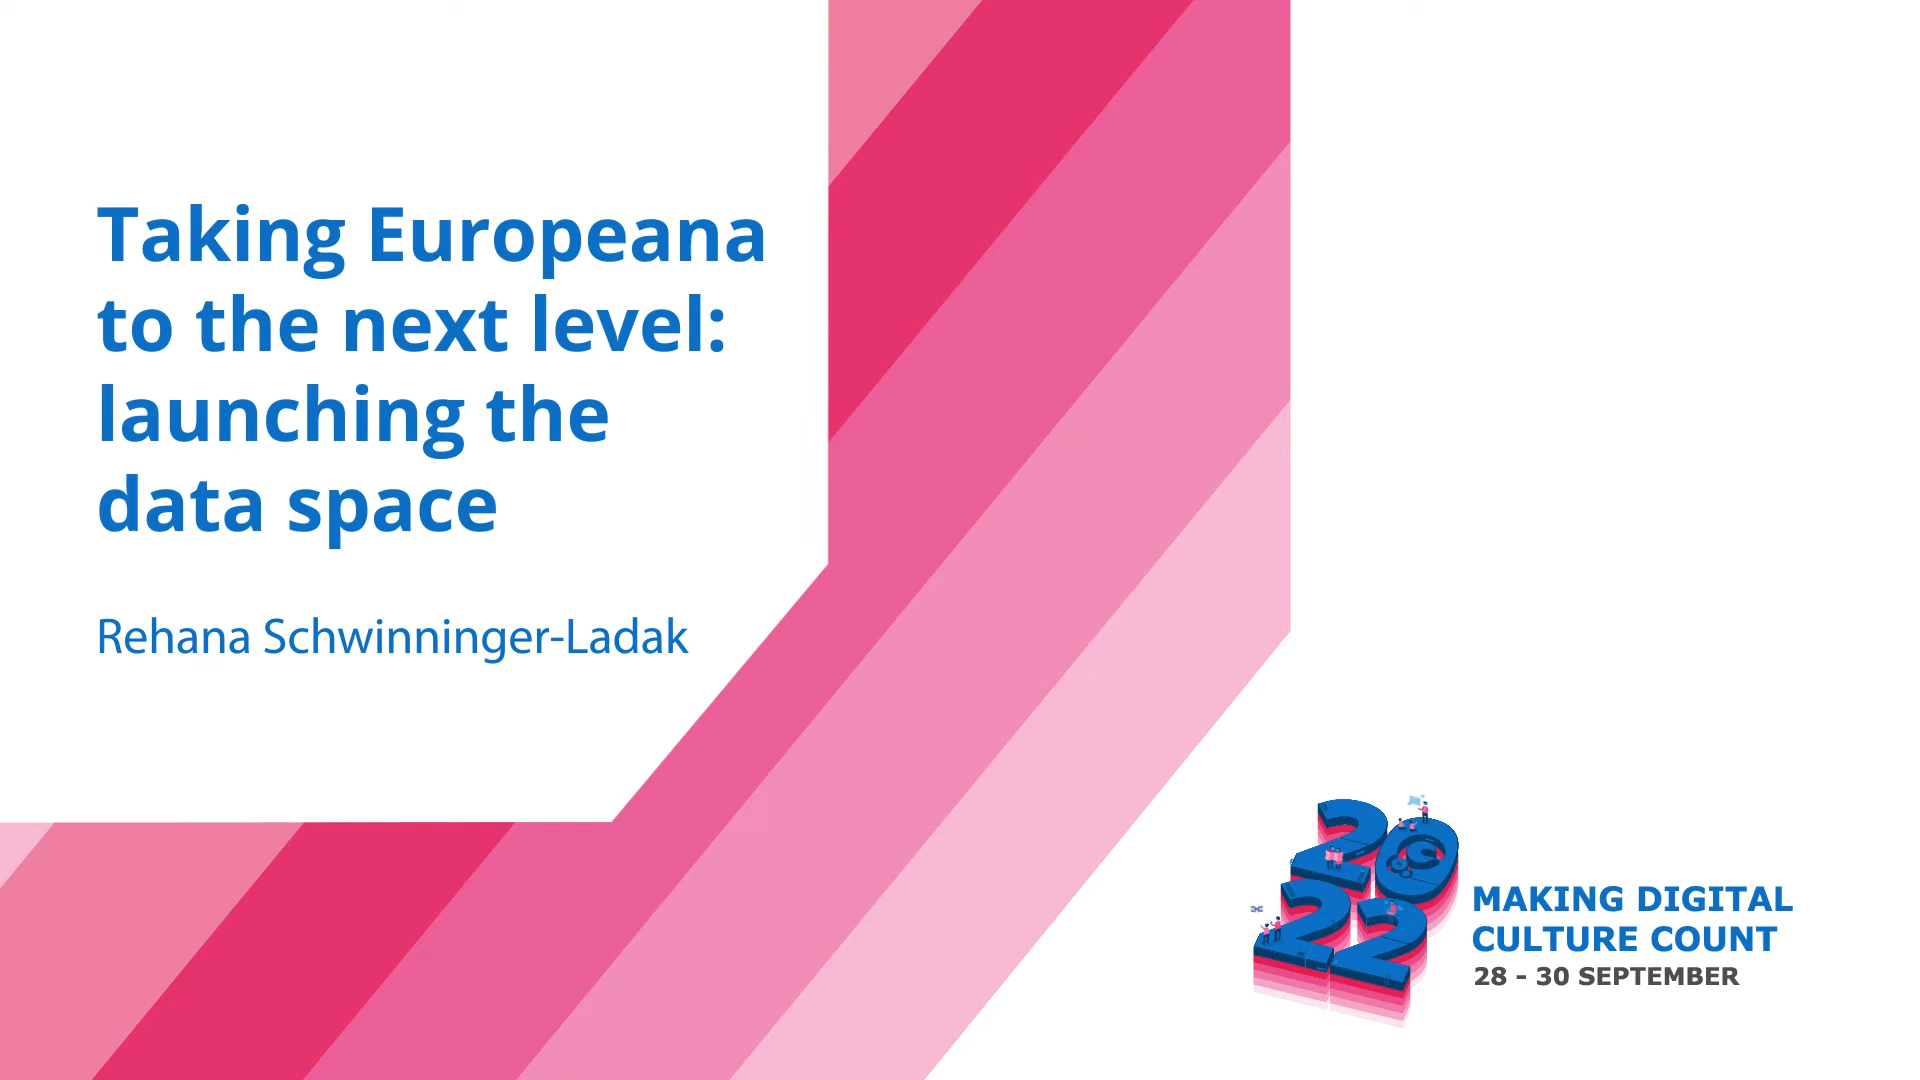 Taking Europeana
to the next level:
launching the
data space
Rehana Schwinninger-Ladak
2022
MAKING DIGITAL
CULTURE COUNT
28 - 30 SEPTEMBER